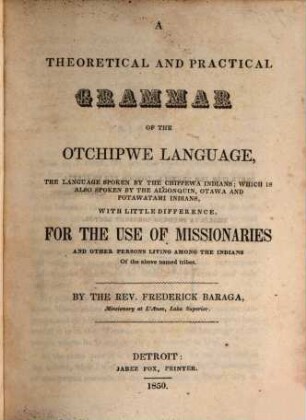 A
THEORETICAL AND PRACTICAL
GRAMMAR
OF THE
OTCHIPWE LANGUAGE,
THE LANGUAGE SPOKEN BY THE CHIPPEWA INDIANS; WHICH IS
ALSO SPOKEN BY THE ALGONQUIN, OTAWA AND
POTAWATAMI INDIANS,
WITH LITTLE DIFFERENCE.
FOR THE USE OF MISSIONARIES
AND OTHER PERSONS LIVING AMONG THE INDIANS
Of the above named tribes.
BY THE REV. FREDERICK BARAGA,
Missionary at L'Anse, Lake Superior.
DETROIT:
JABEZ FOX, PRINTER.
1850.